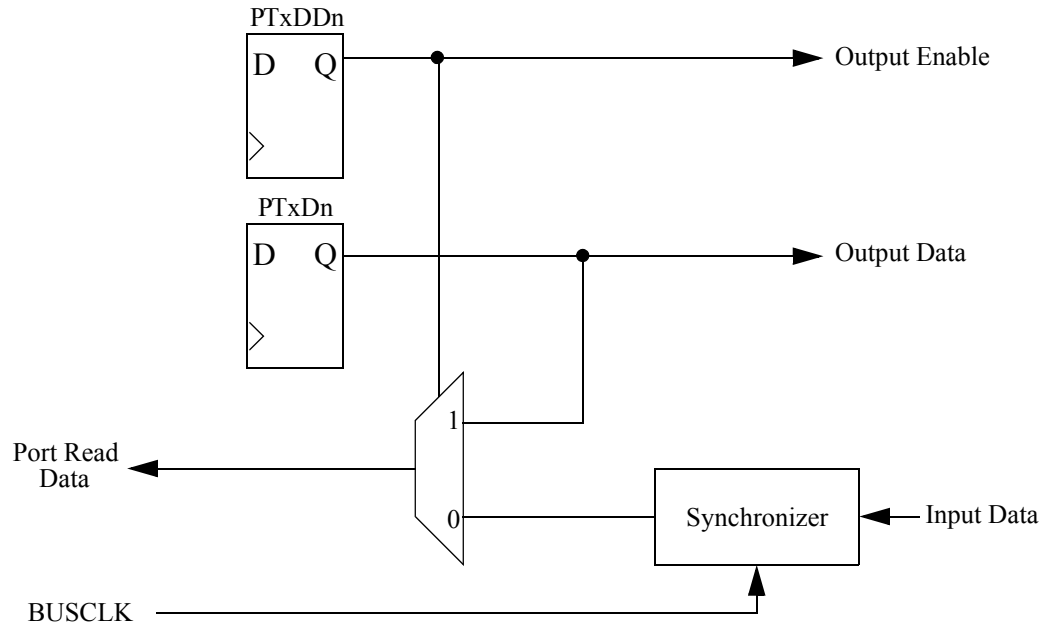 PTxDDn
D Q
Output Enable
PTxDn
D Q
Output Data
1
Port Read
Data
0
Synchronizer
Input Data
BUSCLK